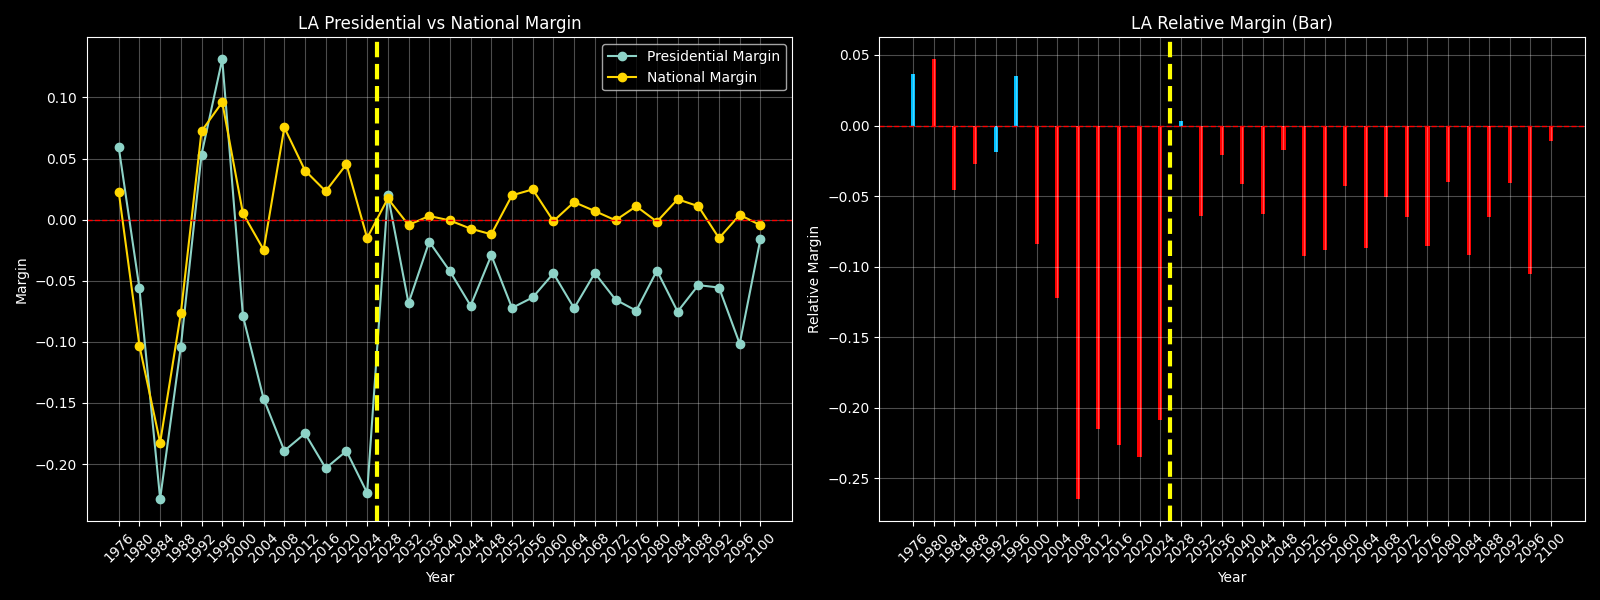 LA Presidential vs National Margin
Presidential Margin
National Margin
0.10
0.05
0.00
−0.05
−0.10
−0.15
−0.20
Margin
1976 1980 1984 1988 1992 1996 2000 2004 2008 2012 2016 2020 2024 2028 2032 2036 2040 2044 2048 2052 2056 2060 2064 2068 2072 2076 2080 2084 2088 2092 2096 2100
Year
LA Relative Margin (Bar)
0.05
0.00
−0.05
−0.10
−0.15
−0.20
−0.25
Relative Margin
1976 1980 1984 1988 1992 1996 2000 2004 2008 2012 2016 2020 2024 2028 2032 2036 2040 2044 2048 2052 2056 2060 2064 2068 2072 2076 2080 2084 2088 2092 2096 2100
Year